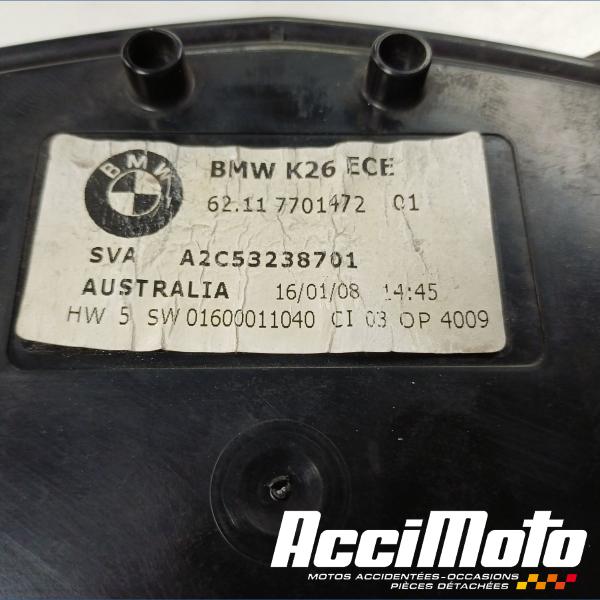 BMW
BMW K26 ECE
62.11 7701472 01
SVA A2C53238701
AUSTRALIA 16/01/08 14:45
HW 5 SW 01600011040 CI 03 OP 4009
AcciMoto
MOTOS ACCIDENTÉES-OCCASIONS
PIÈCES DÉTACHÉES